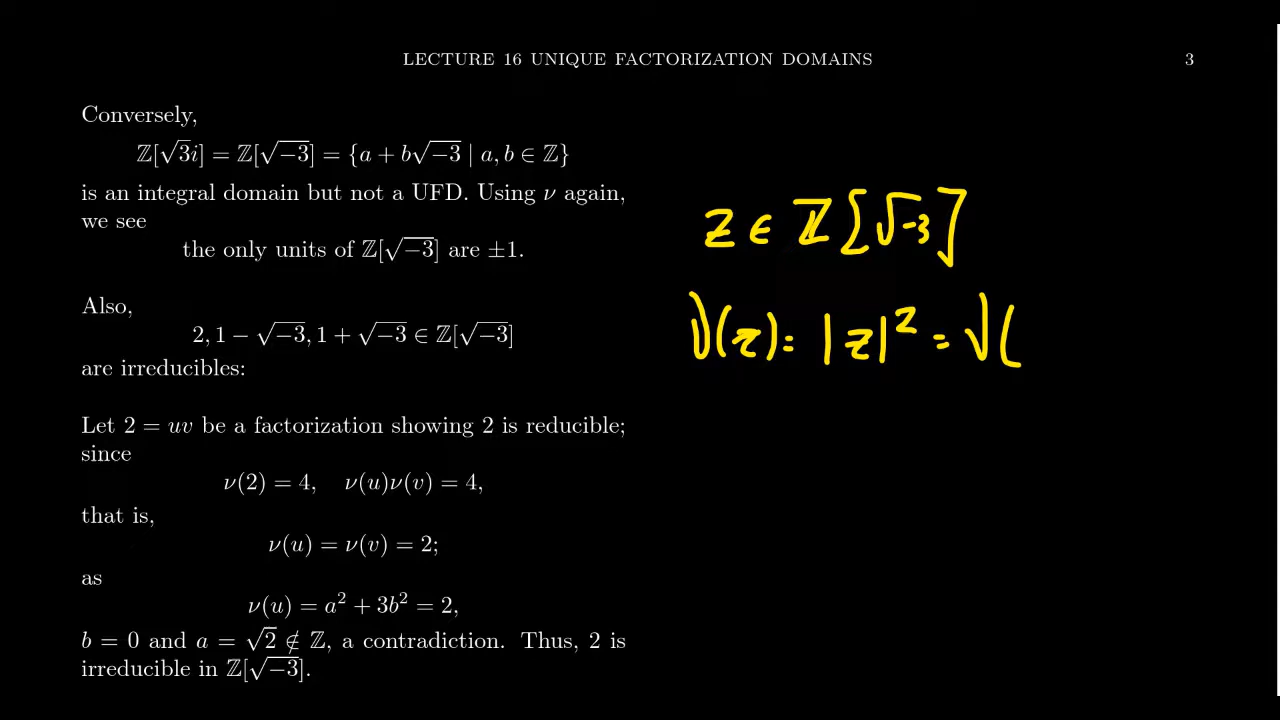 LECTURE 16 UNIQUE FACTORIZATION DOMAINS 3
Conversely,
ℤ[√3i] = ℤ[√−3] = {a + b√−3 | a, b ∈ ℤ}
is an integral domain but not a UFD. Using ν again,
we see
the only units of ℤ[√−3] are ±1.
Also,
2, 1 − √−3, 1 + √−3 ∈ ℤ[√−3]
are irreducibles:
Let 2 = uv be a factorization showing 2 is reducible;
since
ν(2) = 4, ν(u)ν(v) = 4,
that is,
ν(u) = ν(v) = 2;
as
ν(u) = a² + 3b² = 2,
b = 0 and a = √2 ∉ ℤ, a contradiction. Thus, 2 is
irreducible in ℤ[√−3].
z ∈ ℤ[√−3]
ν(z) = |z|² = ν(